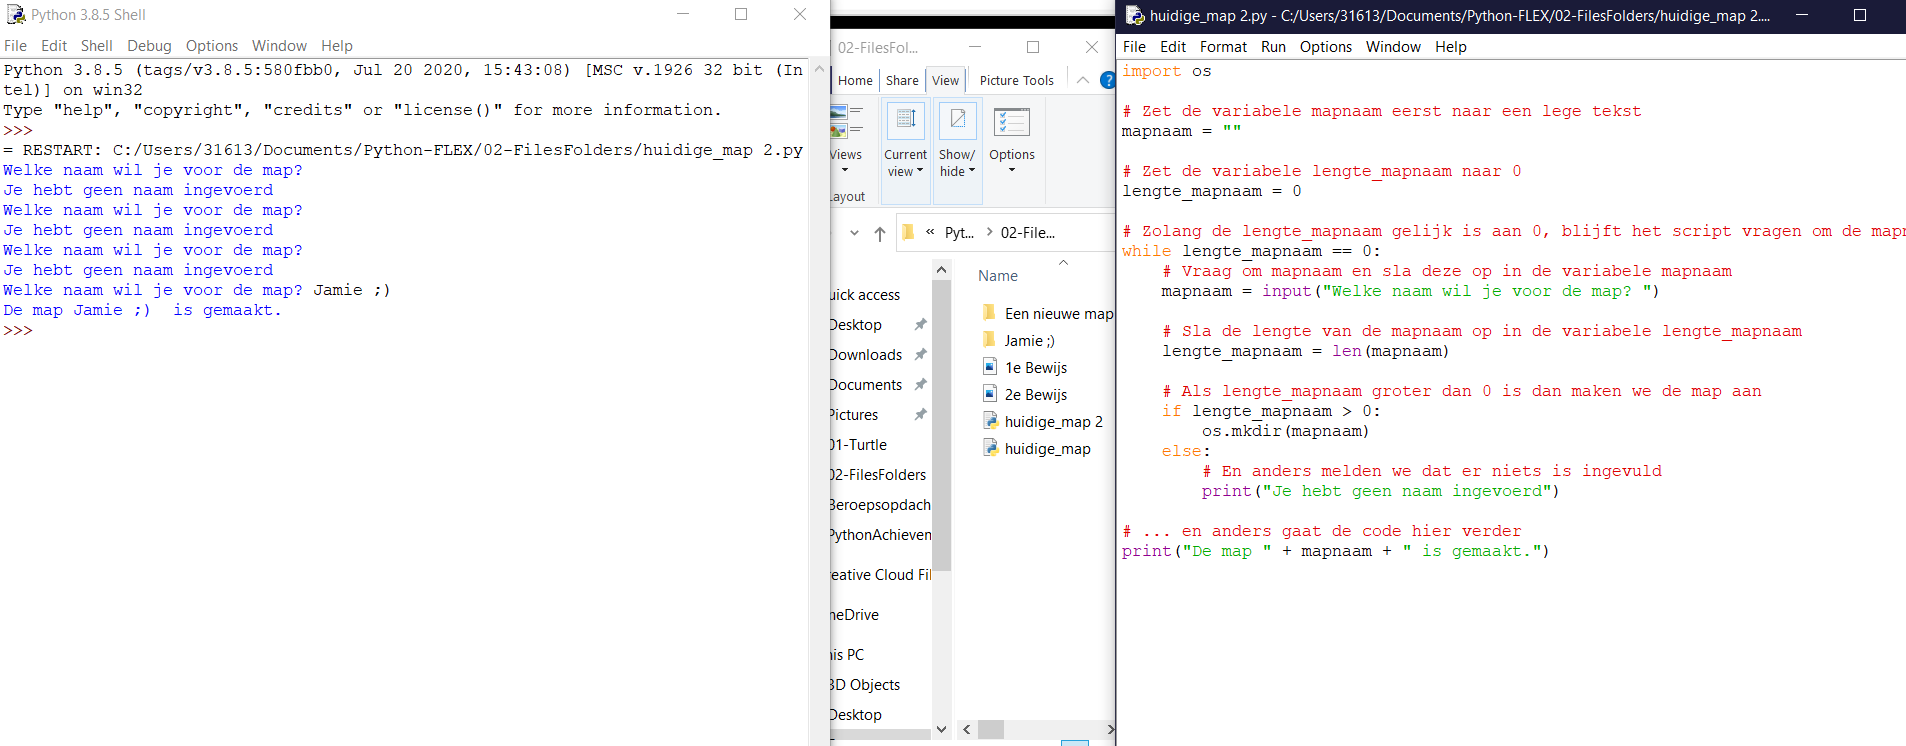 Python 3.8.5 Shell
File Edit Shell Debug Options Window Help
Python 3.8.5 (tags/v3.8.5:580fbb0, Jul 20 2020, 15:43:08) [MSC v.1926 32 bit (In
tel)] on win32
Type "help", "copyright", "credits" or "license()" for more information.
>>>
= RESTART: C:/Users/31613/Documents/Python-FLEX/02-FilesFolders/huidige_map 2.py
Welke naam wil je voor de map?
Je hebt geen naam ingevoerd
Welke naam wil je voor de map?
Je hebt geen naam ingevoerd
Welke naam wil je voor de map?
Je hebt geen naam ingevoerd
Welke naam wil je voor de map? Jamie ;)
De map Jamie ;)  is gemaakt.
>>>
02-FilesFol...
Home Share View Picture Tools
Views
Current view
Show/ hide
Options
Layout
« Pyt... > 02-File...
Name
Een nieuwe map
Jamie ;)
1e Bewijs
2e Bewijs
huidige_map 2
huidige_map
uick access
Desktop
Downloads
Documents
Pictures
01-Turtle
02-FilesFolders
Beroepsopdach
PythonAchieven
reative Cloud Fil
neDrive
his PC
3D Objects
Desktop
huidige_map 2.py - C:/Users/31613/Documents/Python-FLEX/02-FilesFolders/huidige_map 2....
File Edit Format Run Options Window Help
import os
# Zet de variabele mapnaam eerst naar een lege tekst
mapnaam = ""
# Zet de variabele lengte_mapnaam naar 0
lengte_mapnaam = 0
# Zolang de lengte_mapnaam gelijk is aan 0, blijft het script vragen om de mapn
while lengte_mapnaam == 0:
    # Vraag om mapnaam en sla deze op in de variabele mapnaam
    mapnaam = input("Welke naam wil je voor de map? ")
    # Sla de lengte van de mapnaam op in de variabele lengte_mapnaam
    lengte_mapnaam = len(mapnaam)
    # Als lengte_mapnaam groter dan 0 is dan maken we de map aan
    if lengte_mapnaam > 0:
        os.mkdir(mapnaam)
    else:
        # En anders melden we dat er niets is ingevuld
        print("Je hebt geen naam ingevoerd")
# ... en anders gaat de code hier verder
print("De map " + mapnaam + " is gemaakt.")